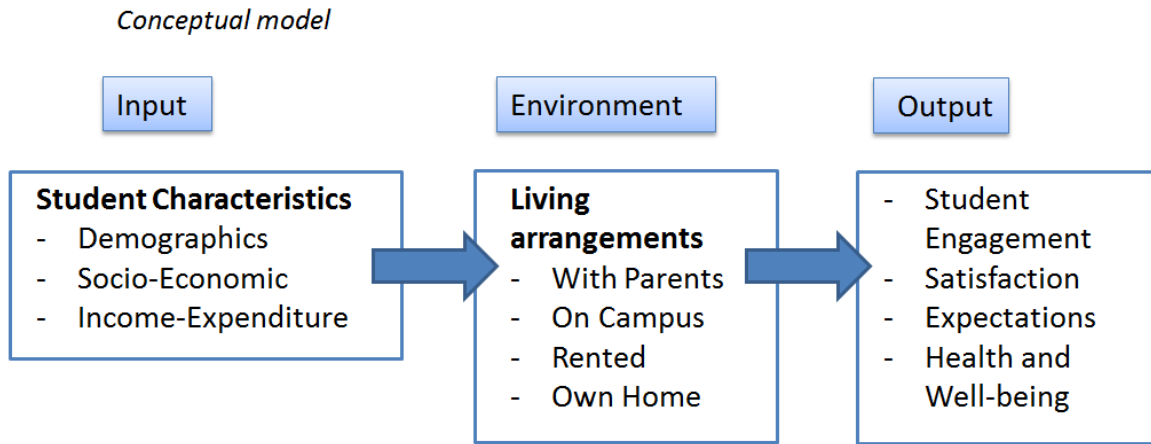 Conceptual model
Input
Environment
Output
Student Characteristics
- Demographics
- Socio-Economic
- Income-Expenditure
Living
arrangements
- With Parents
- On Campus
- Rented
- Own Home
- Student
Engagement
- Satisfaction
- Expectations
- Health and
Well-being